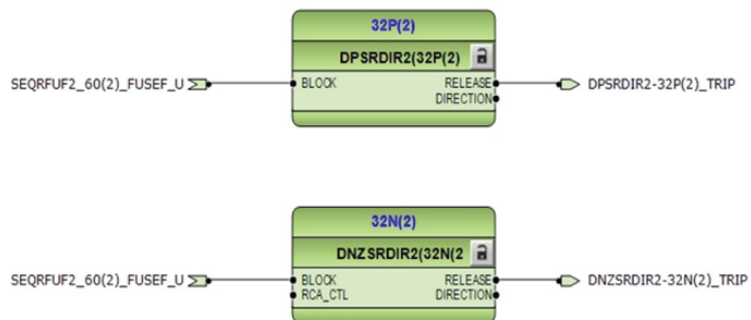 32P(2)
DPSRDIR2(32P(2)
SEQRFUF2_60(2)_FUSEF_U BLOCK RELEASE DPSRDIR2-32P(2)_TRIP
DIRECTION
32N(2)
DNZSRDIR2(32N(2
SEQRFUF2_60(2)_FUSEF_U BLOCK RELEASE DNZSRDIR2-32N(2)_TRIP
RCA_CTL DIRECTION